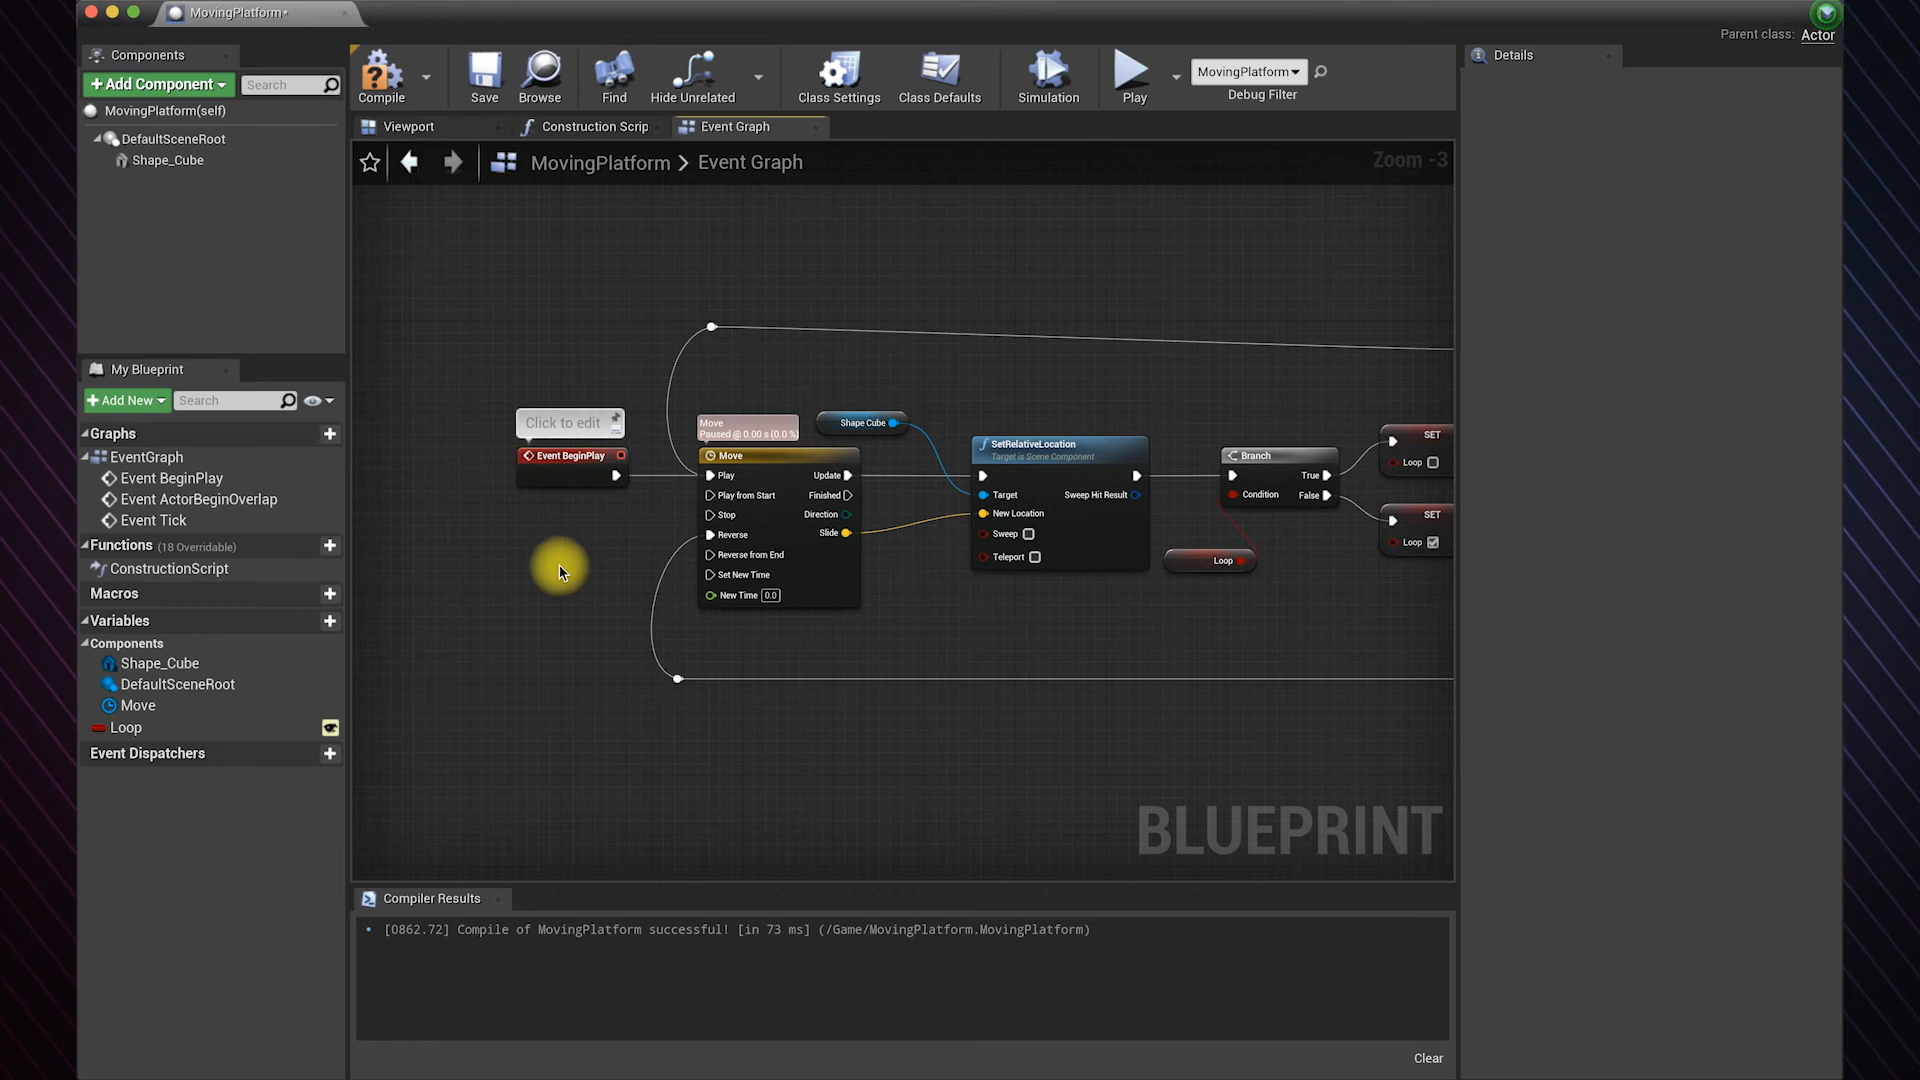 MovingPlatform*
Parent class: Actor
Components
+Add Component
Search
MovingPlatform(self)
DefaultSceneRoot
Shape_Cube
Compile
Save
Browse
Find
Hide Unrelated
Class Settings
Class Defaults
Simulation
Play
MovingPlatform
Debug Filter
Details
Viewport
Construction Scrip
Event Graph
MovingPlatform > Event Graph
Zoom -3
My Blueprint
+Add New
Search
Graphs
EventGraph
Event BeginPlay
Event ActorBeginOverlap
Event Tick
Functions (18 Overridable)
ConstructionScript
Macros
Variables
Components
Shape_Cube
DefaultSceneRoot
Move
Loop
Event Dispatchers
Click to edit
Event BeginPlay
Move
Paused @ 0.00 s (0.0 %)
Move
Play
Play from Start
Stop
Reverse
Reverse from End
Set New Time
New Time 0.0
Update
Finished
Direction
Slide
Shape Cube
SetRelativeLocation
Target is Scene Component
Target
New Location
Sweep
Teleport
Sweep Hit Result
Branch
Condition
True
False
Loop
SET
Loop
SET
Loop
BLUEPRINT
Compiler Results
[0862.72] Compile of MovingPlatform successful! [in 73 ms] (/Game/MovingPlatform.MovingPlatform)
Clear